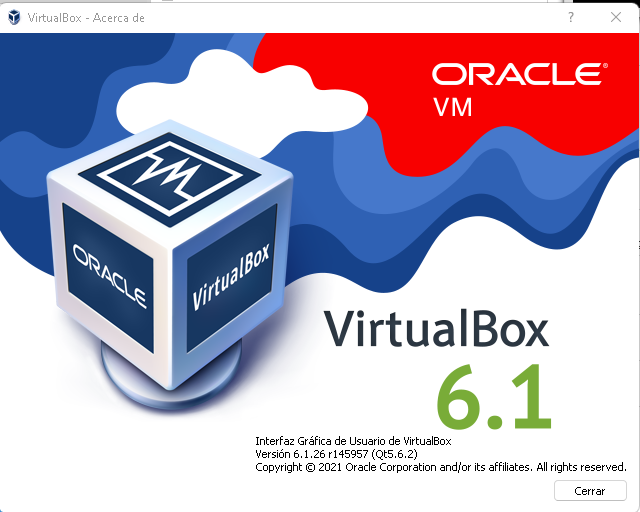 VirtualBox - Acerca de
ORACLE®
VM
ORACLE
VirtualBox
VirtualBox
6.1
Interfaz Gráfica de Usuario de VirtualBox
Versión 6.1.26 r145957 (Qt5.6.2)
Copyright © 2021 Oracle Corporation and/or its affiliates. All rights reserved.
Cerrar